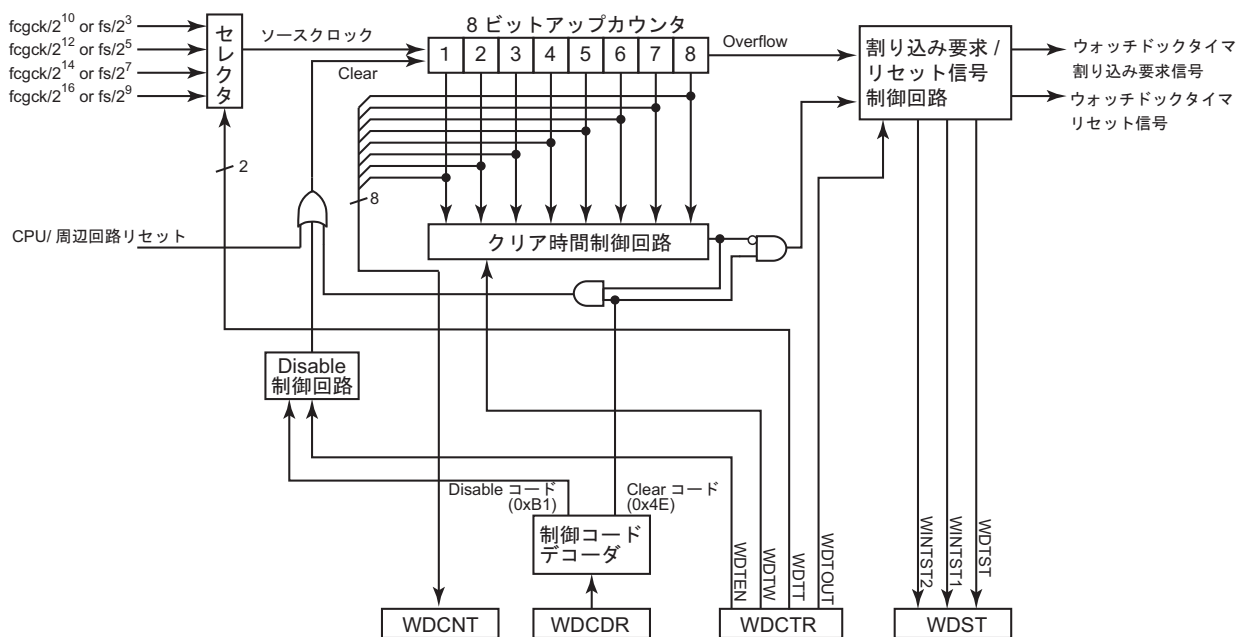 8 ビットアップカウンタ
fcgck/2^10 or fs/2^3
fcgck/2^12 or fs/2^5
fcgck/2^14 or fs/2^7
fcgck/2^16 or fs/2^9
セレクタ
ソースクロック
Clear
1 2 3 4 5 6 7 8
Overflow
割り込み要求 /
リセット信号
制御回路
ウォッチドックタイマ
割り込み要求信号
ウォッチドックタイマ
リセット信号
2
8
CPU/ 周辺回路リセット
クリア時間制御回路
Disable
制御回路
Disable コード
(0xB1)
Clear コード
(0x4E)
制御コード
デコーダ
WDTEN
WDTW
WDTT
WDTOUT
WINTST2
WINTST1
WDTST
WDCNT
WDCDR
WDCTR
WDST